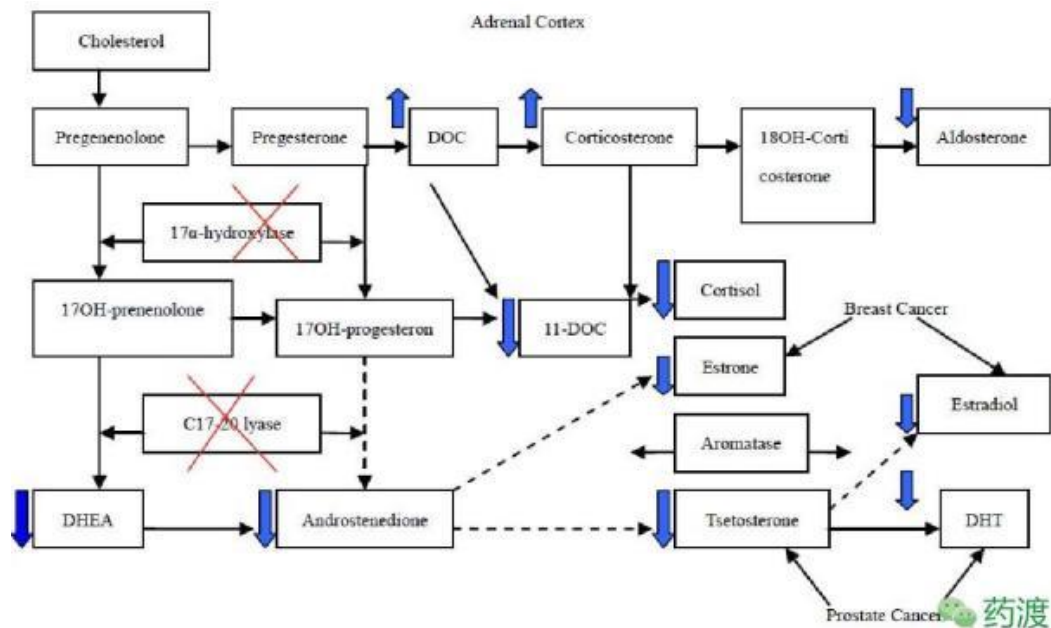 Adrenal Cortex
Cholesterol
Pregenenolone
Pregesterone
DOC
Corticosterone
18OH-Corti
costerone
Aldosterone
17α-hydroxylase
17OH-prenenolone
17OH-progesteron
11-DOC
Cortisol
Breast Cancer
Estrone
Estradiol
C17-20 lyase
Aromatase
DHEA
Androstenedione
Tsetosterone
DHT
Prostate Cancer
药渡